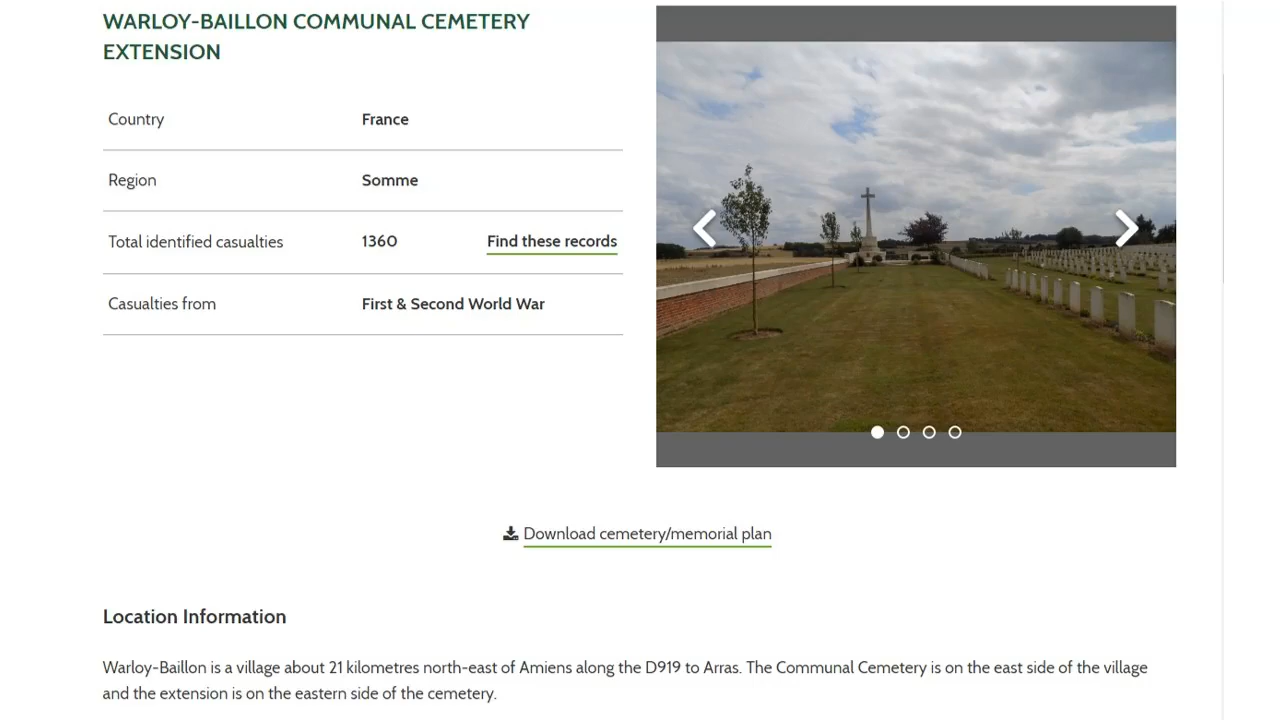 WARLOY-BAILLON COMMUNAL CEMETERY
EXTENSION
Country France
Region Somme
Total identified casualties 1360 Find these records
Casualties from First & Second World War
Download cemetery/memorial plan
Location Information
Warloy-Baillon is a village about 21 kilometres north-east of Amiens along the D919 to Arras. The Communal Cemetery is on the east side of the village
and the extension is on the eastern side of the cemetery.